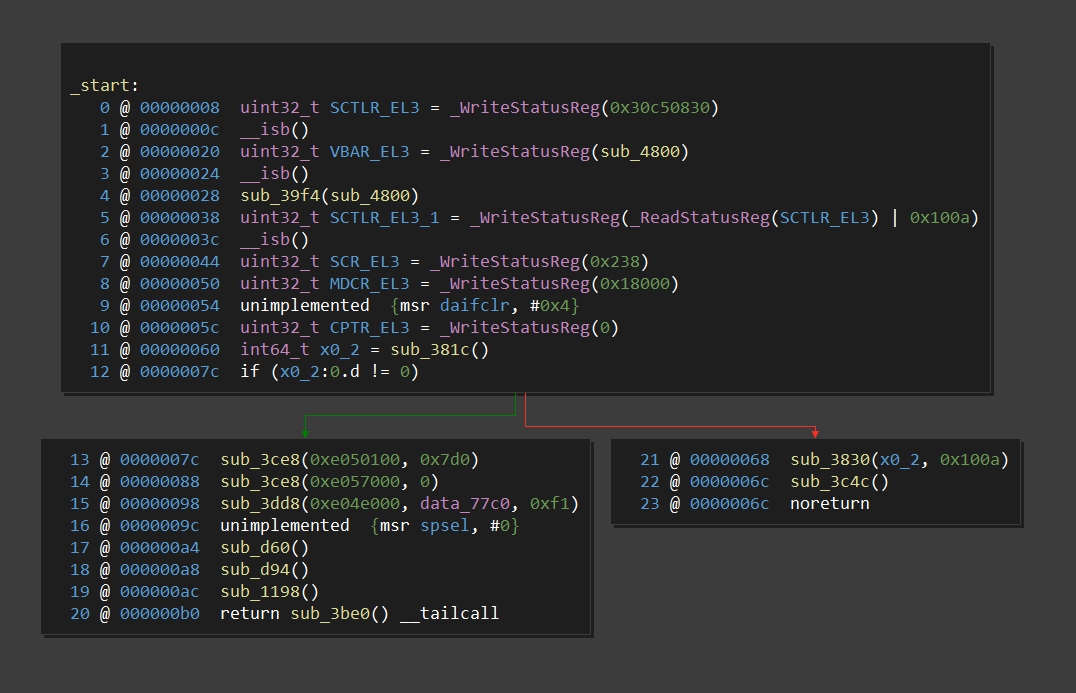 _start:
0 @ 00000008 uint32_t SCTLR_EL3 = _WriteStatusReg(0x30c50830)
1 @ 0000000c __isb()
2 @ 00000020 uint32_t VBAR_EL3 = _WriteStatusReg(sub_4800)
3 @ 00000024 __isb()
4 @ 00000028 sub_39f4(sub_4800)
5 @ 00000038 uint32_t SCTLR_EL3_1 = _WriteStatusReg(_ReadStatusReg(SCTLR_EL3) | 0x100a)
6 @ 0000003c __isb()
7 @ 00000044 uint32_t SCR_EL3 = _WriteStatusReg(0x238)
8 @ 00000050 uint32_t MDCR_EL3 = _WriteStatusReg(0x18000)
9 @ 00000054 unimplemented {msr daifclr, #0x4}
10 @ 0000005c uint32_t CPTR_EL3 = _WriteStatusReg(0)
11 @ 00000060 int64_t x0_2 = sub_381c()
12 @ 0000007c if (x0_2:0.d != 0)
13 @ 0000007c sub_3ce8(0xe050100, 0x7d0)
14 @ 00000088 sub_3ce8(0xe057000, 0)
15 @ 00000098 sub_3dd8(0xe04e000, data_77c0, 0xf1)
16 @ 0000009c unimplemented {msr spsel, #0}
17 @ 000000a4 sub_d60()
18 @ 000000a8 sub_d94()
19 @ 000000ac sub_1198()
20 @ 000000b0 return sub_3be0() __tailcall
21 @ 00000068 sub_3830(x0_2, 0x100a)
22 @ 0000006c sub_3c4c()
23 @ 0000006c noreturn